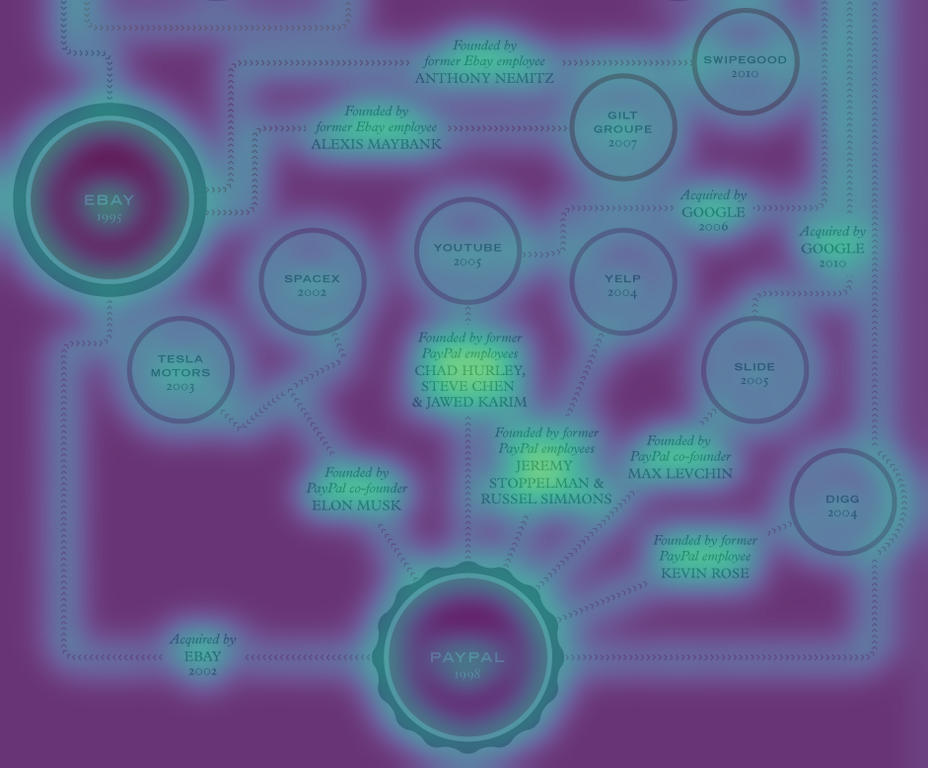 Founded by
former Ebay employee
ANTHONY NEMITZ
SWIPEGOOD
2010
Founded by
former Ebay employee
ALEXIS MAYBANK
GILT
GROUPE
2007
EBAY
1995
Acquired by
GOOGLE
2006
Acquired by
GOOGLE
2010
SPACEX
2002
YOUTUBE
2005
YELP
2004
TESLA
MOTORS
2003
Founded by former
PayPal employees
CHAD HURLEY,
STEVE CHEN
& JAWED KARIM
SLIDE
2005
Founded by former
PayPal employees
JEREMY
STOPPELMAN &
RUSSEL SIMMONS
Founded by
PayPal co-founder
MAX LEVCHIN
Founded by
PayPal co-founder
ELON MUSK
DIGG
2004
Founded by former
PayPal employee
KEVIN ROSE
Acquired by
EBAY
2002
PAYPAL
1998